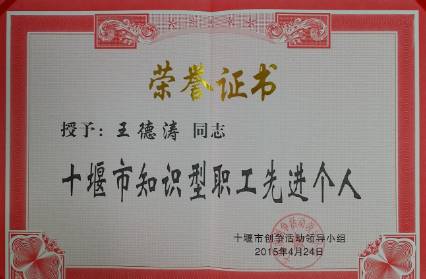 荣誉证书
授予：王德涛 同志
十堰市知识型职工先进个人
十堰市创争活动领导小组
2015年4月24日